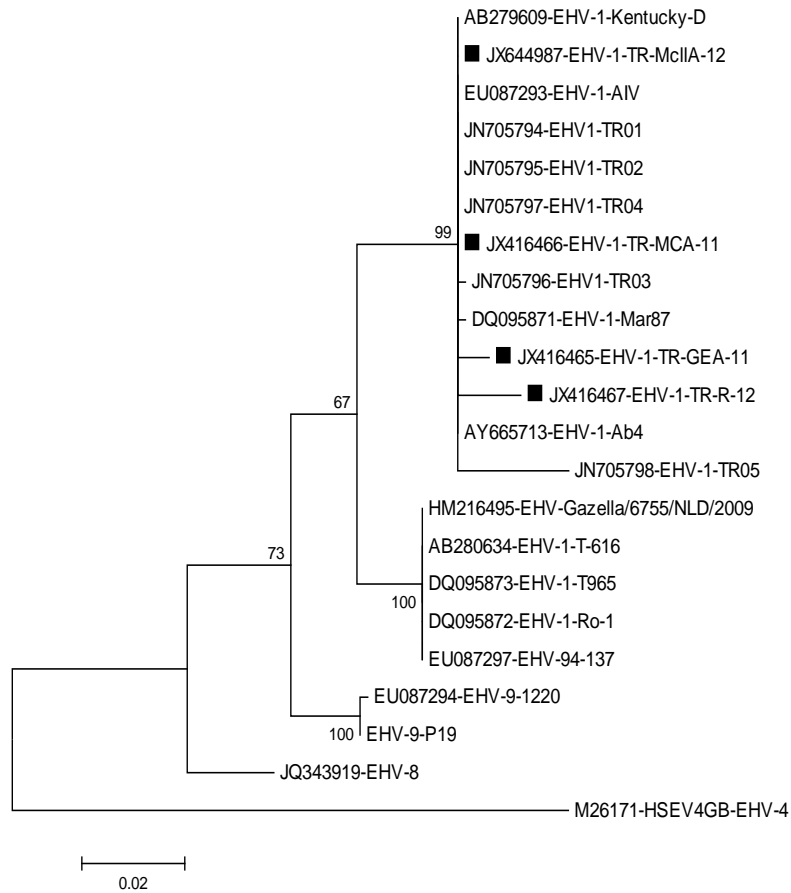 AB279609-EHV-1-Kentucky-D
JX644987-EHV-1-TR-McIIA-12
EU087293-EHV-1-AIV
JN705794-EHV1-TR01
JN705795-EHV1-TR02
JN705797-EHV1-TR04
99
JX416466-EHV-1-TR-MCA-11
JN705796-EHV1-TR03
DQ095871-EHV-1-Mar87
JX416465-EHV-1-TR-GEA-11
JX416467-EHV-1-TR-R-12
67
AY665713-EHV-1-Ab4
JN705798-EHV-1-TR05
HM216495-EHV-Gazella/6755/NLD/2009
AB280634-EHV-1-T-616
73
DQ095873-EHV-1-T965
100
DQ095872-EHV-1-Ro-1
EU087297-EHV-94-137
EU087294-EHV-9-1220
EHV-9-P19
100
JQ343919-EHV-8
M26171-HSEV4GB-EHV-4
0.02